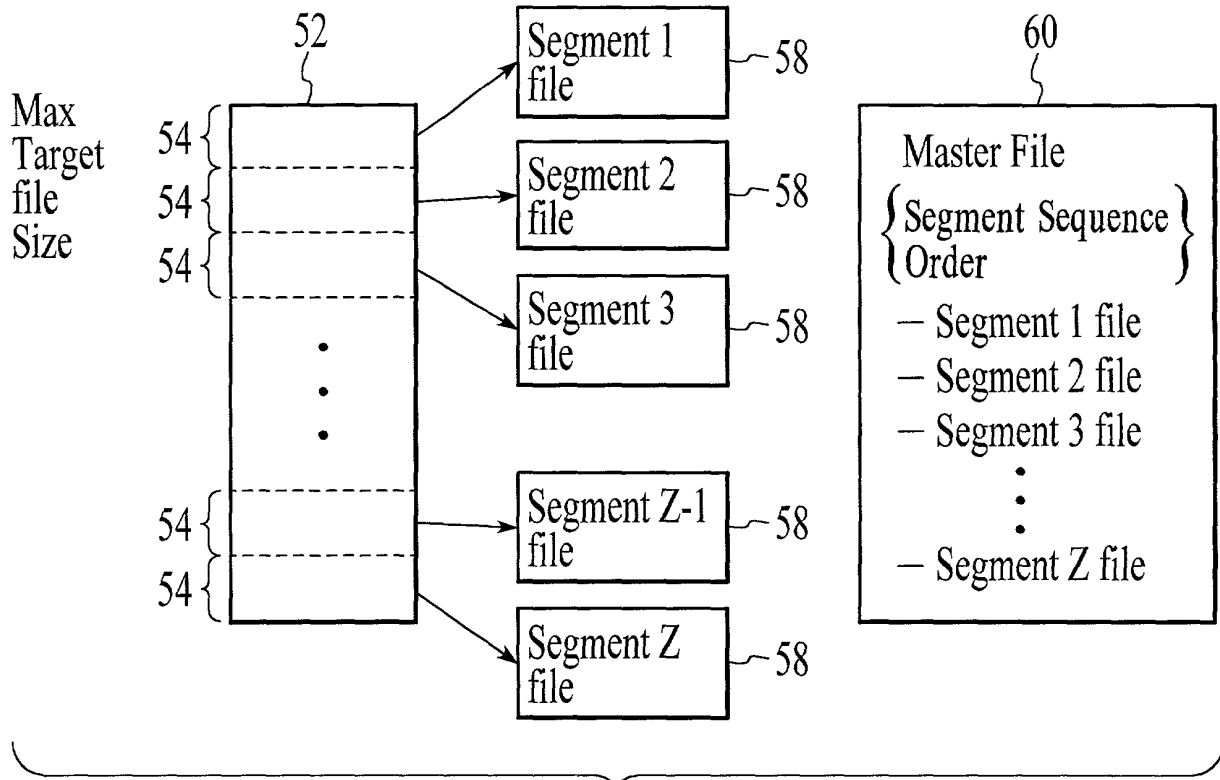 52
Max
Target
file
Size
54
54
54
54
54
Segment 1
file
58
Segment 2
file
58
Segment 3
file
58
Segment Z-1
file
58
Segment Z
file
58
60
Master File
{Segment Sequence
Order}
– Segment 1 file
– Segment 2 file
– Segment 3 file
– Segment Z file